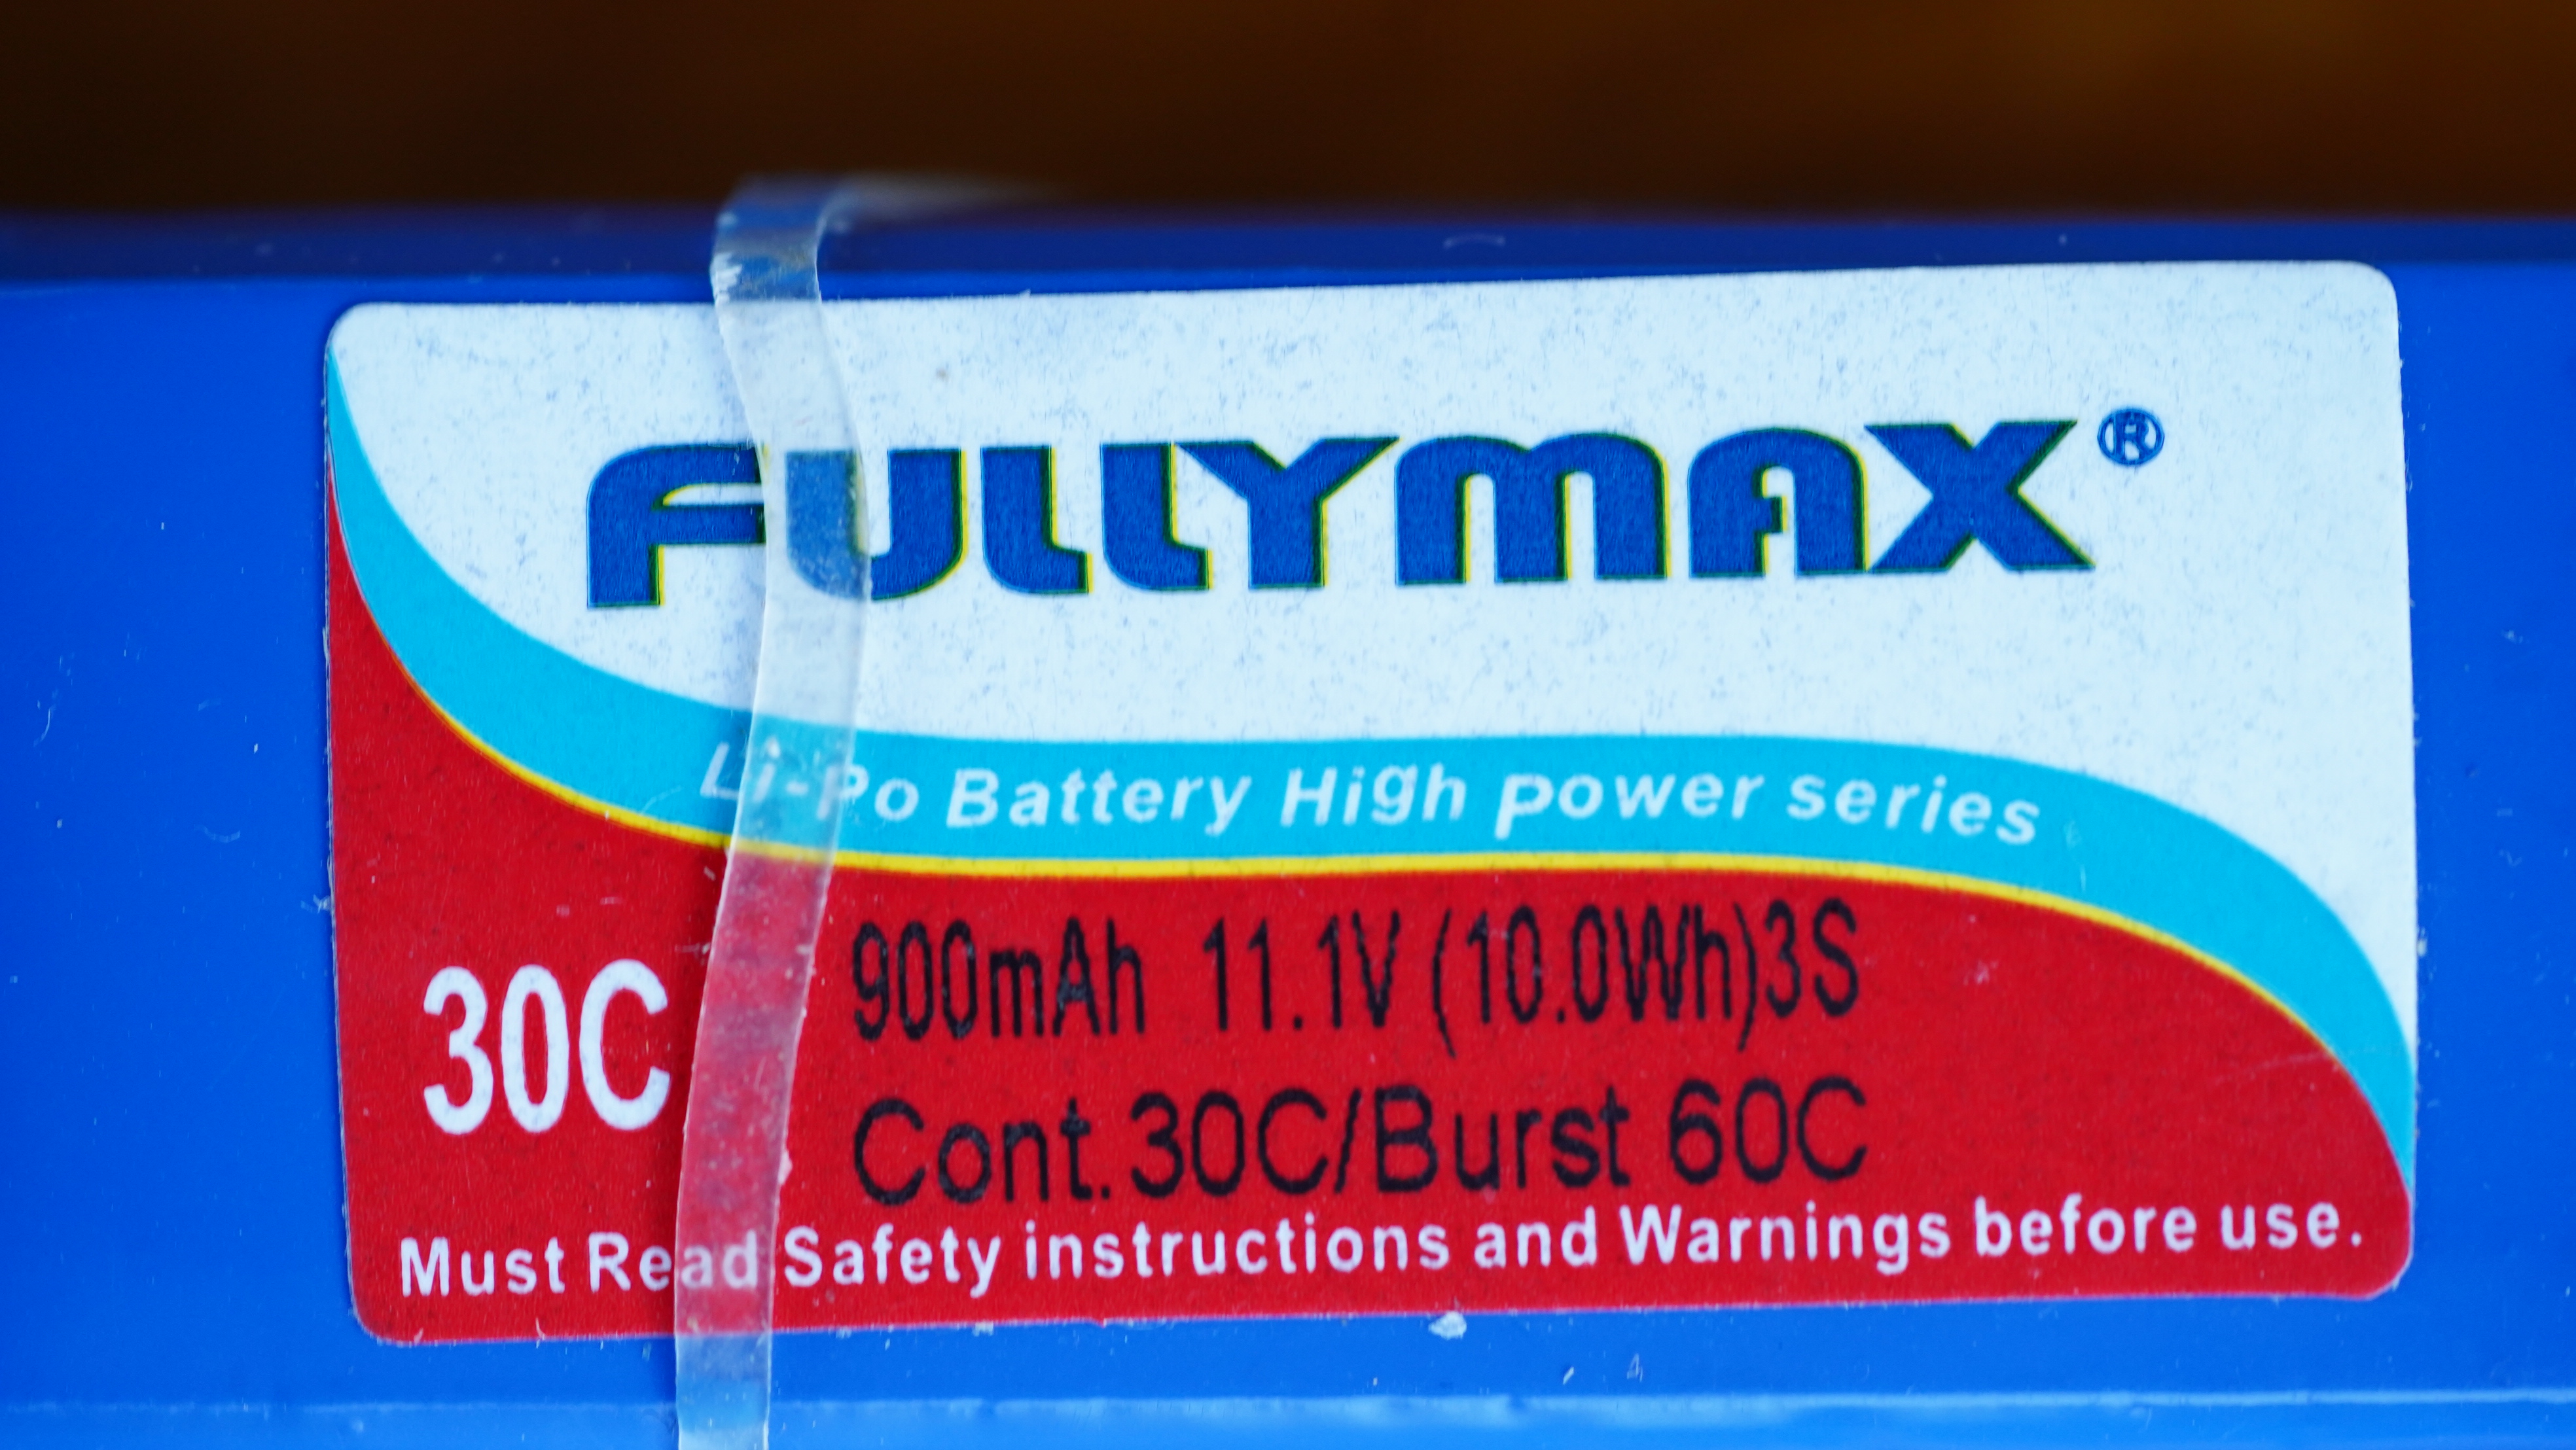 FULLYMAX®
Li-Po Battery High power series
30C
900mAh 11.1V (10.0Wh)3S
Cont.30C/Burst 60C
Must Read Safety instructions and Warnings before use.